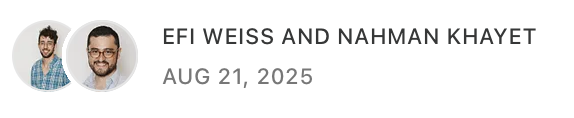 EFI WEISS AND NAHMAN KHAYET
AUG 21, 2025